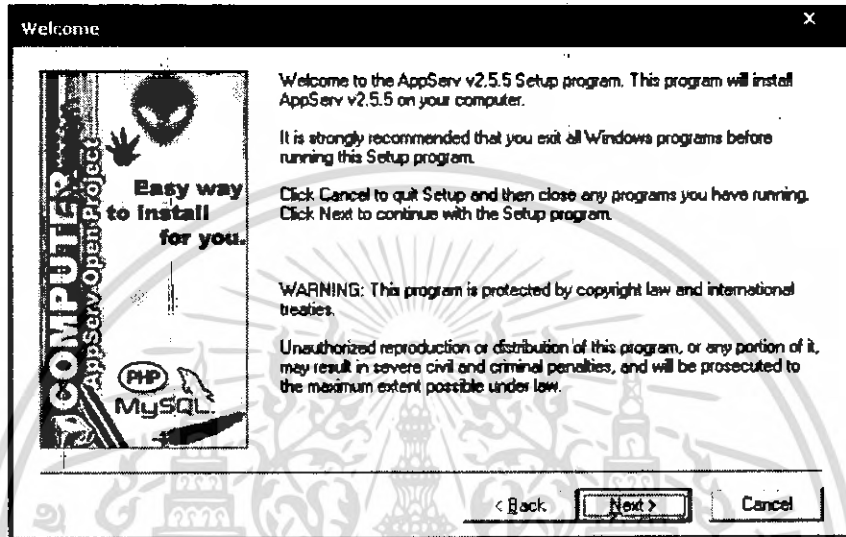 Welcome
X
Welcome to the AppServ v2.5.5 Setup program. This program will install
AppServ v2.5.5 on your computer.
It is strongly recommended that you exit all Windows programs before
running this Setup program.
Click Cancel to quit Setup and then close any programs you have running.
Click Next to continue with the Setup program.
WARNING: This program is protected by copyright law and international
treaties.
Unauthorized reproduction or distribution of this program, or any portion of it,
may result in severe civil and criminal penalties, and will be prosecuted to
the maximum extent possible under law.
COMPUTER
AppServ Open Project
Easy way
to install
for you.
PHP
MySQL
< Back
Next >
Cancel